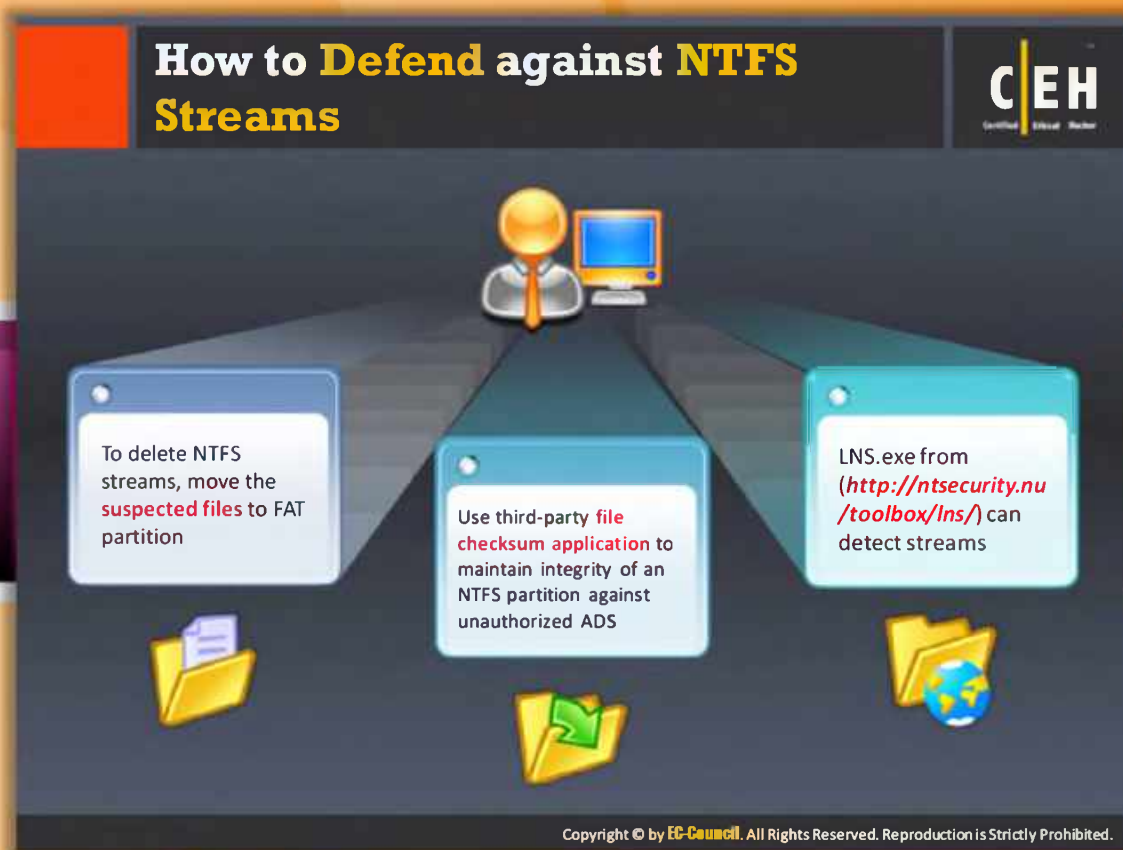 How to Defend against NTFS
Streams
C|EH
Certified Ethical Hacker
To delete NTFS
streams, move the
suspected files to FAT
partition
Use third-party file
checksum application to
maintain integrity of an
NTFS partition against
unauthorized ADS
LNS.exe from
(http://ntsecurity.nu
/toolbox/lns/) can
detect streams
Copyright © by EC-Council. All Rights Reserved. Reproduction is Strictly Prohibited.